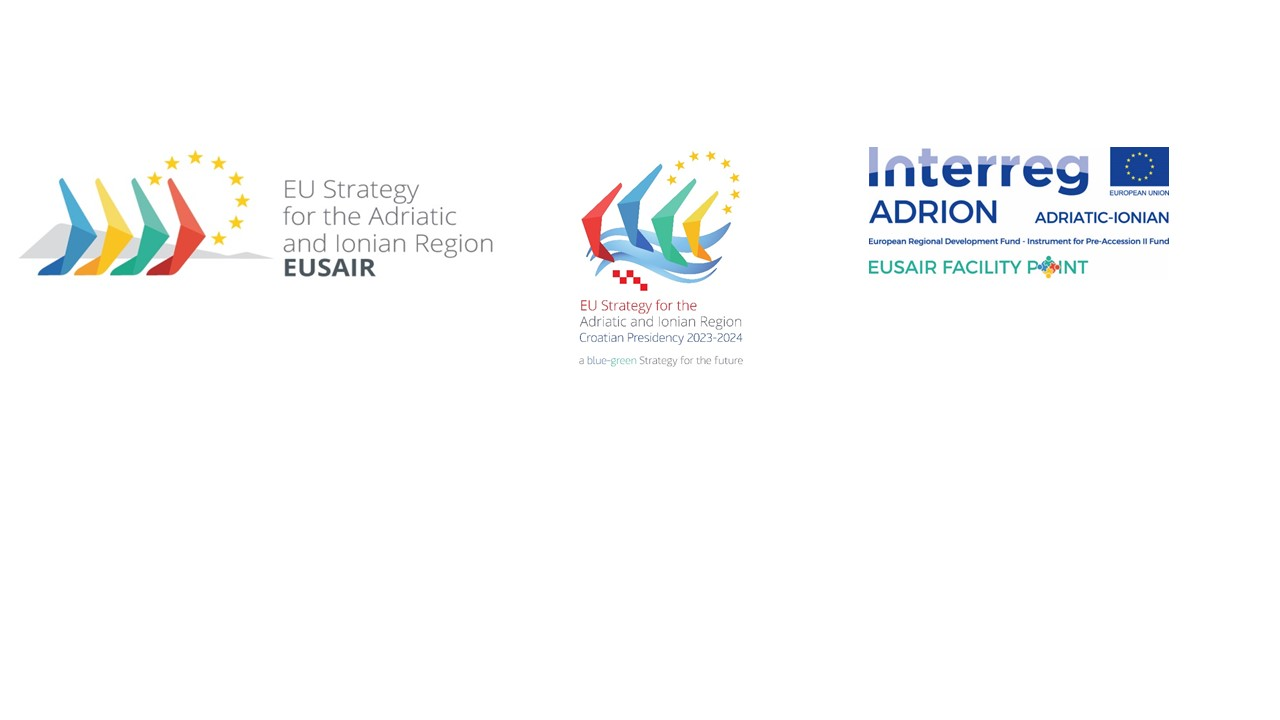 EU Strategy
for the Adriatic
and Ionian Region
EUSAIR
EU Strategy for the
Adriatic and Ionian Region
Croatian Presidency 2023-2024
a blue-green Strategy for the future
Interreg
EUROPEAN UNION
ADRION ADRIATIC-IONIAN
European Regional Development Fund - Instrument for Pre-Accession II Fund
EUSAIR FACILITY POINT